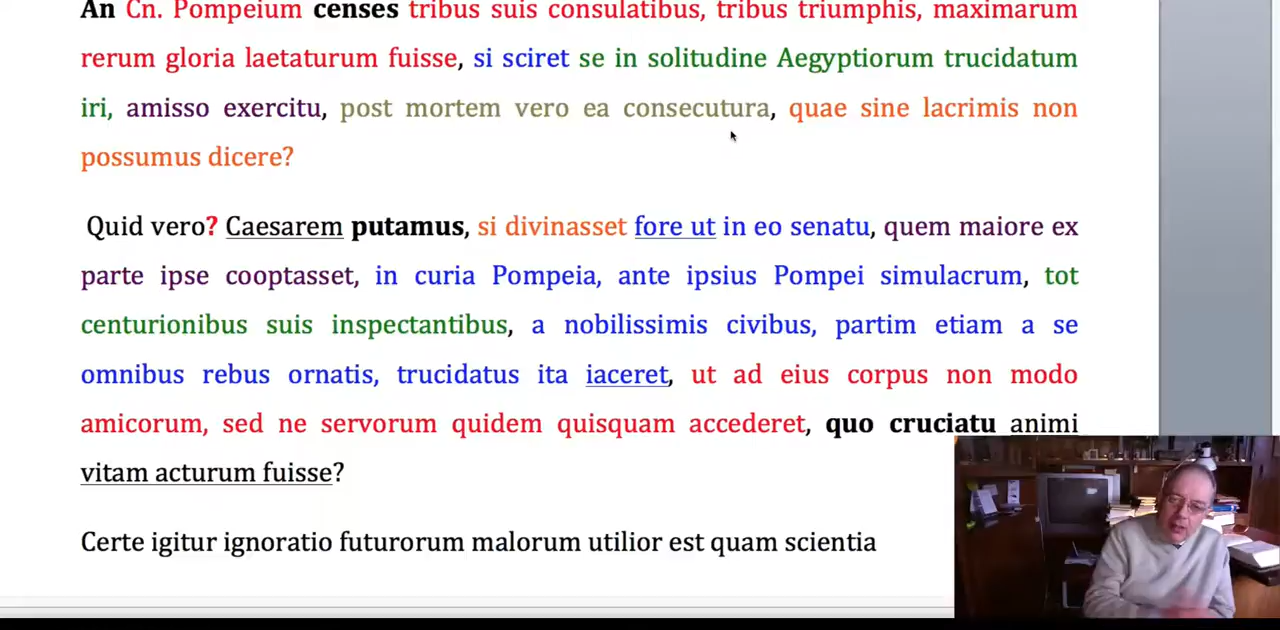 An Cn. Pompeium censes tribus suis consulatibus, tribus triumphis, maximarum
rerum gloria laetaturum fuisse, si sciret se in solitudine Aegyptiorum trucidatum
iri, amisso exercitu, post mortem vero ea consecutura, quae sine lacrimis non
possumus dicere?
Quid vero? Caesarem putamus, si divinasset fore ut in eo senatu, quem maiore ex
parte ipse cooptasset, in curia Pompeia, ante ipsius Pompei simulacrum, tot
centurionibus suis inspectantibus, a nobilissimis civibus, partim etiam a se
omnibus rebus ornatis, trucidatus ita iaceret, ut ad eius corpus non modo
amicorum, sed ne servorum quidem quisquam accederet, quo cruciatu animi
vitam acturum fuisse?
Certe igitur ignoratio futurorum malorum utilior est quam scientia